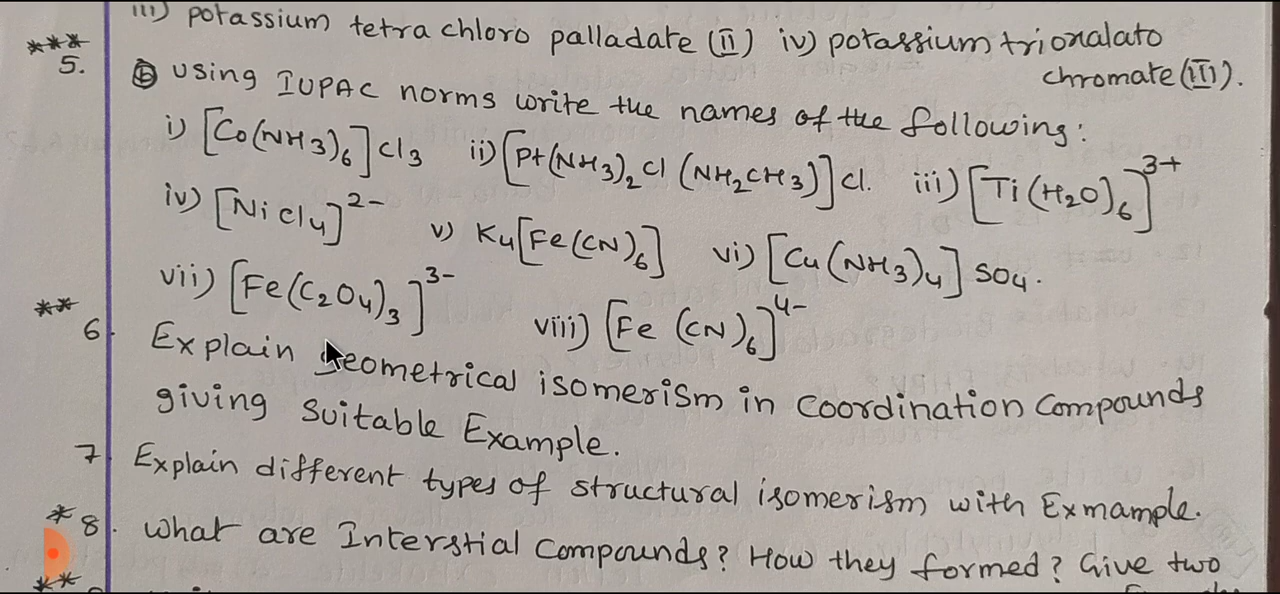 iii) potassium tetra chloro palladate (II) iv) potassium trioxalato
chromate (III).
***
5. ⓑ Using IUPAC norms write the names of the following:
i) [Co(NH3)6]Cl3 ii) [Pt(NH3)2Cl(NH2CH3)]Cl. iii) [Ti(H2O)6]3+
iv) [NiCl4]2- v) K4[Fe(CN)6] vi) [Cu(NH3)4]SO4.
vii) [Fe(C2O4)3]3- viii) [Fe(CN)6]4-
**
6. Explain geometrical isomerism in coordination compounds
giving Suitable Example.
7. Explain different types of structural isomerism with Exmample.
*
8. What are Interstial Compounds? How they formed? Give two
**